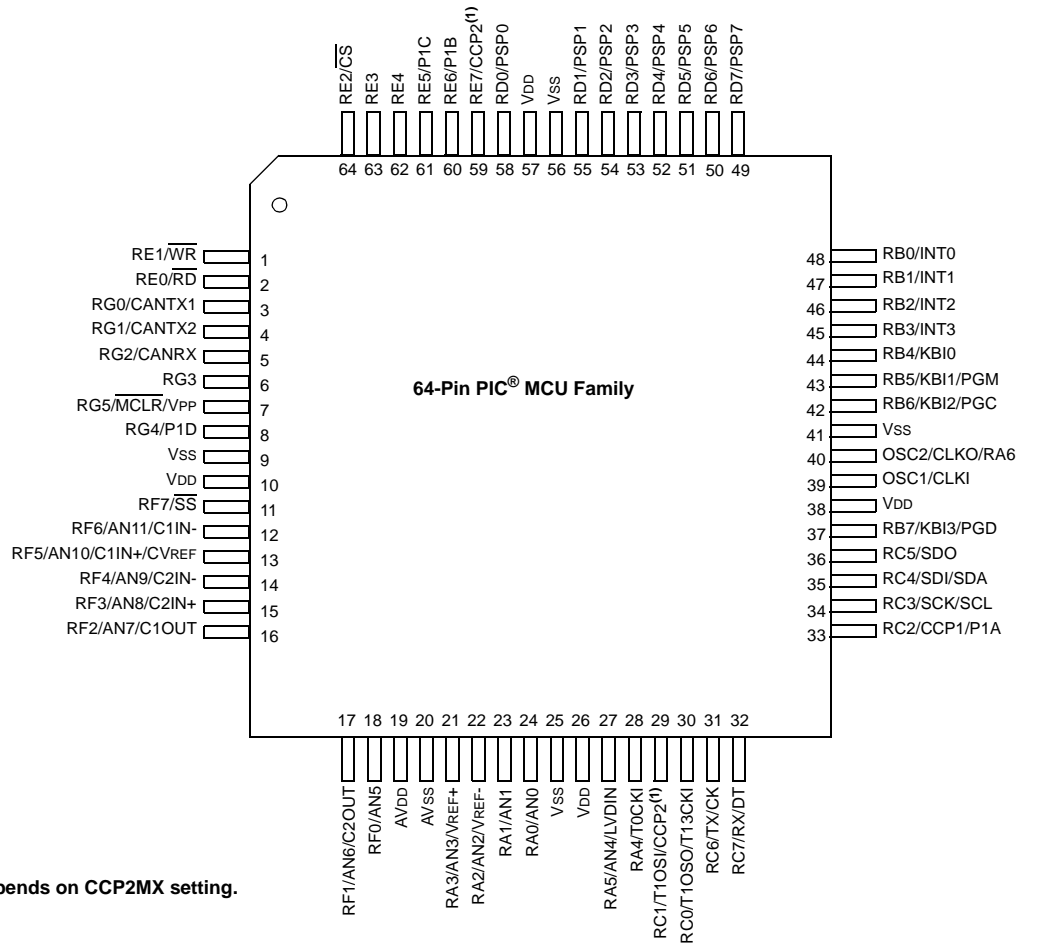 RE2/CS
RE3
RE4
RE5/P1C
RE6/P1B
RE7/CCP2(1)
RD0/PSP0
VDD
VSS
RD1/PSP1
RD2/PSP2
RD3/PSP3
RD4/PSP4
RD5/PSP5
RD6/PSP6
RD7/PSP7
64 63 62 61 60 59 58 57 56 55 54 53 52 51 50 49
RE1/WR 1
RE0/RD 2
RG0/CANTX1 3
RG1/CANTX2 4
RG2/CANRX 5
RG3 6
RG5/MCLR/VPP 7
RG4/P1D 8
VSS 9
VDD 10
RF7/SS 11
RF6/AN11/C1IN- 12
RF5/AN10/C1IN+/CVREF 13
RF4/AN9/C2IN- 14
RF3/AN8/C2IN+ 15
RF2/AN7/C1OUT 16
64-Pin PIC® MCU Family
48 RB0/INT0
47 RB1/INT1
46 RB2/INT2
45 RB3/INT3
44 RB4/KBI0
43 RB5/KBI1/PGM
42 RB6/KBI2/PGC
41 VSS
40 OSC2/CLKO/RA6
39 OSC1/CLKI
38 VDD
37 RB7/KBI3/PGD
36 RC5/SDO
35 RC4/SDI/SDA
34 RC3/SCK/SCL
33 RC2/CCP1/P1A
17 18 19 20 21 22 23 24 25 26 27 28 29 30 31 32
RF1/AN6/C2OUT
RF0/AN5
AVDD
AVSS
RA3/AN3/VREF+
RA2/AN2/VREF-
RA1/AN1
RA0/AN0
VSS
VDD
RA5/AN4/LVDIN
RA4/T0CKI
RC1/T1OSI/CCP2(1)
RC0/T1OSO/T13CKI
RC6/TX/CK
RC7/RX/DT
on CCP2MX setting.